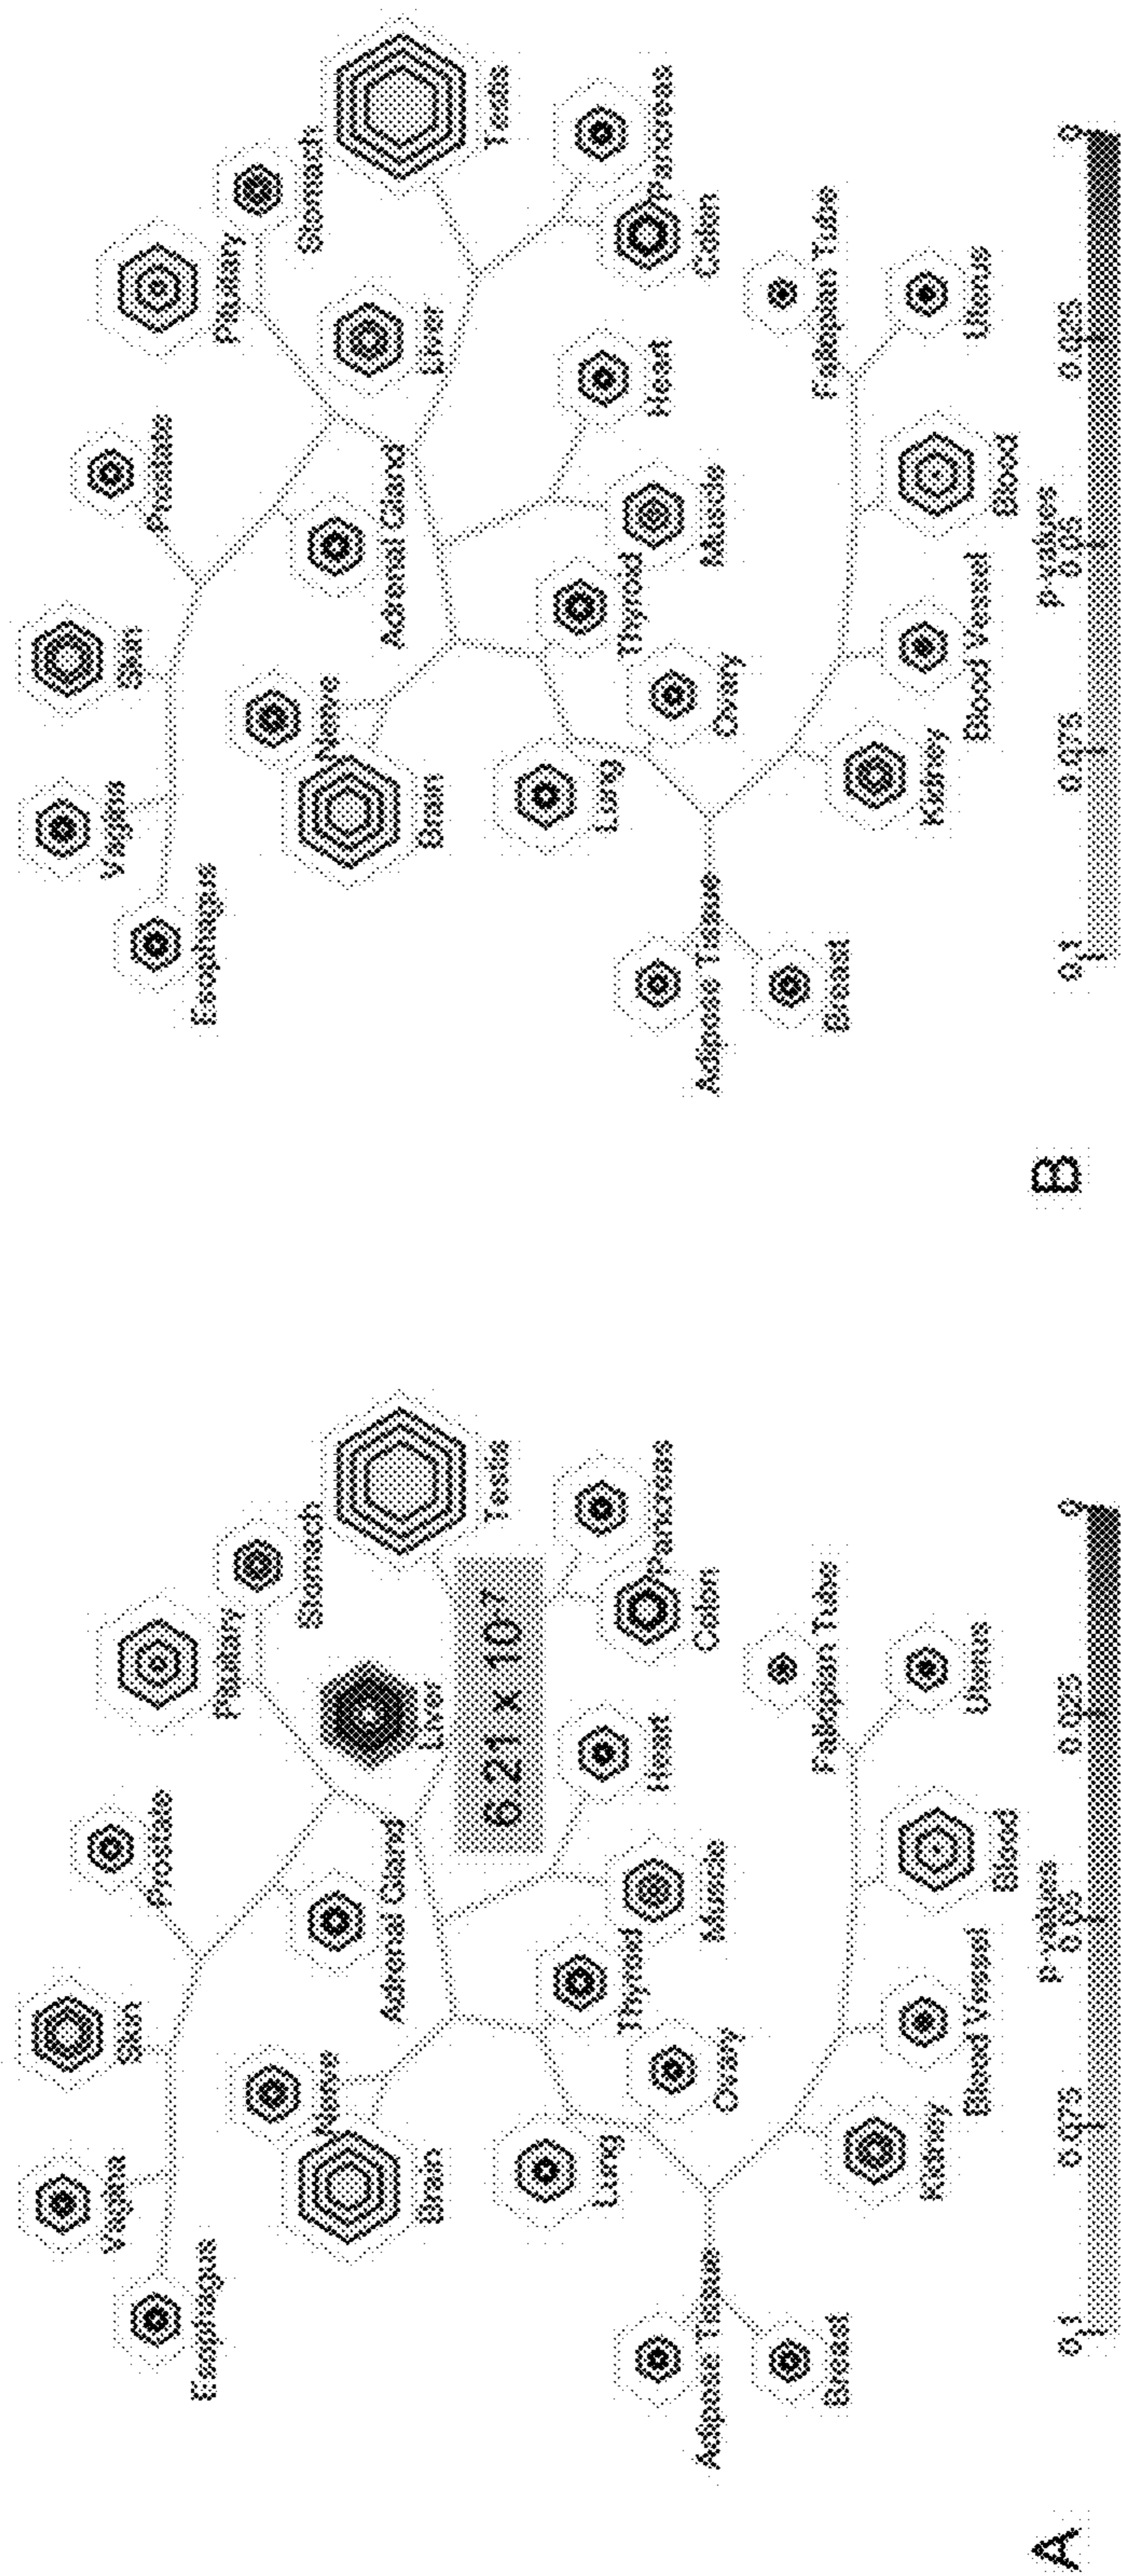 A
Esophagus
Vagina
Skin
Prostate
Pituitary
Stomach
Nerve
Brain
Adrenal Gland
Liver
Testis
6.21 x 10⁷
Lung
Thyroid
Heart
Pancreas
Adipose Tissue
Ovary
Muscle
Colon
Breast
Fallopian Tube
Kidney
Blood Vessel
Blood
Uterus
p-values
0.1
0.075
0.05
0.025
0
B
Esophagus
Vagina
Skin
Prostate
Pituitary
Stomach
Nerve
Brain
Adrenal Gland
Liver
Testis
Lung
Thyroid
Heart
Pancreas
Adipose Tissue
Ovary
Muscle
Colon
Breast
Fallopian Tube
Kidney
Blood Vessel
Blood
Uterus
p-values
0.1
0.075
0.05
0.025
0